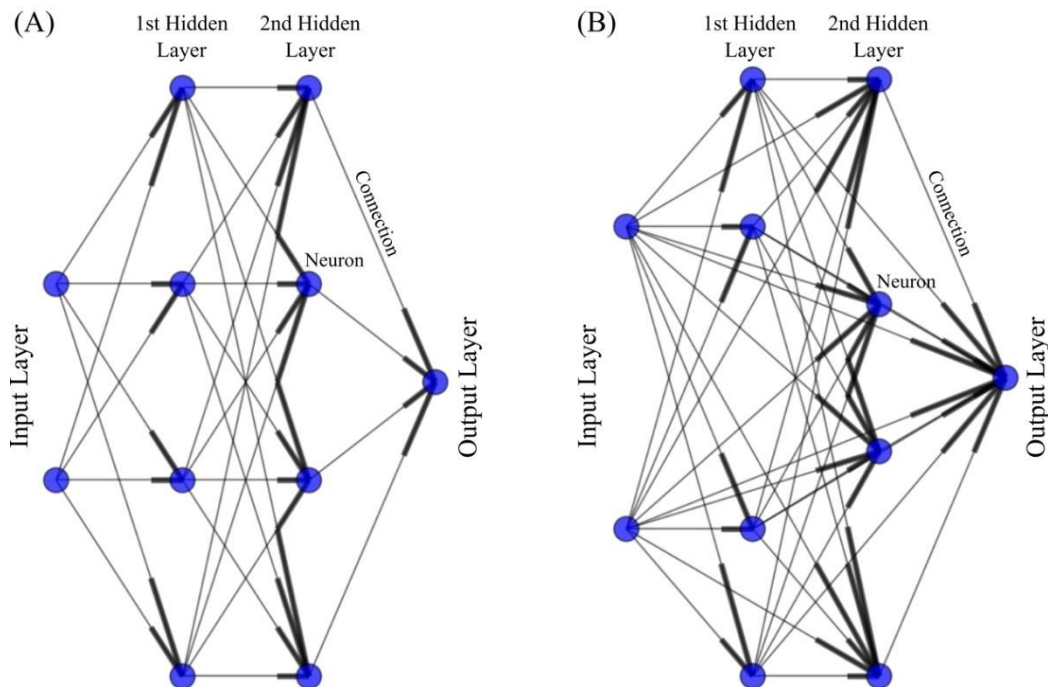 (A)
1st Hidden
Layer
2nd Hidden
Layer
Connection
Neuron
Input Layer
Output Layer
(B)
1st Hidden
Layer
2nd Hidden
Layer
Connection
Neuron
Input Layer
Output Layer